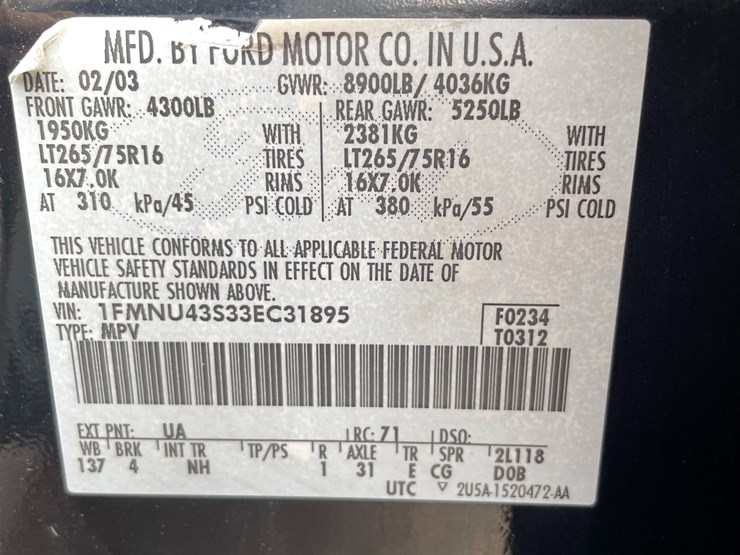 MFD. BY FORD MOTOR CO. IN U.S.A.
DATE: 02/03 GVWR: 8900LB/ 4036KG
FRONT GAWR: 4300LB REAR GAWR: 5250LB
1950KG WITH 2381KG WITH
LT265/75R16 TIRES LT265/75R16 TIRES
16X7.0K RIMS 16X7.0K RIMS
AT 310 kPa/45 PSI COLD AT 380 kPa/55 PSI COLD
THIS VEHICLE CONFORMS TO ALL APPLICABLE FEDERAL MOTOR
VEHICLE SAFETY STANDARDS IN EFFECT ON THE DATE OF
MANUFACTURE SHOWN ABOVE.
VIN: 1FMNU43S33EC31895 F0234
TYPE: MPV T0312
EXT PNT: UA RC: 71 DSO:
WB BRK INT TR TP/PS R AXLE TR SPR 2L118
137 4 NH 1 31 E CG DOB
UTC ▽ 2U5A-1520472-AA